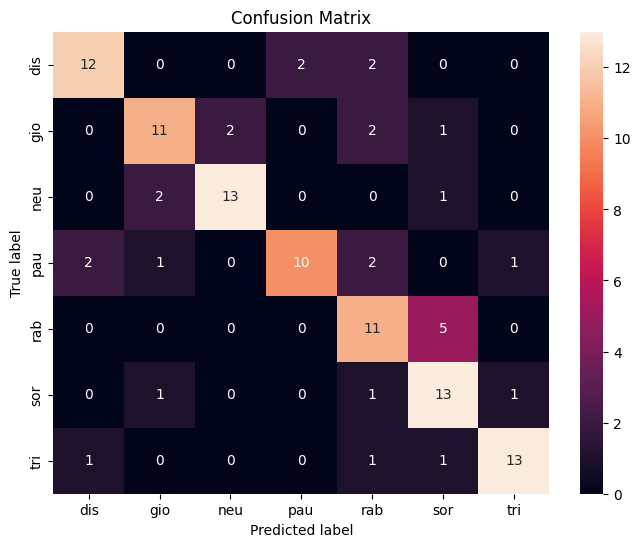 Confusion Matrix
True label
dis 12 0 0 2 2 0 0
gio 0 11 2 0 2 1 0
neu 0 2 13 0 0 1 0
pau 2 1 0 10 2 0 1
rab 0 0 0 0 11 5 0
sor 0 1 0 0 1 13 1
tri 1 0 0 0 1 1 13
dis gio neu pau rab sor tri
Predicted label
12
10
8
6
4
2
0